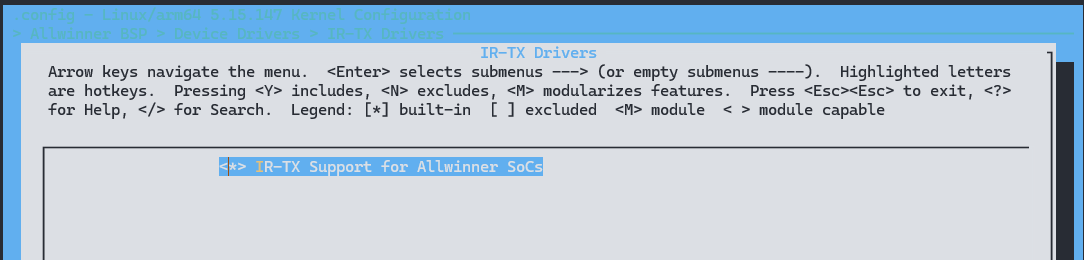 .config - Linux/arm64 5.15.147 Kernel Configuration
> Allwinner BSP > Device Drivers > IR-TX Drivers
IR-TX Drivers
Arrow keys navigate the menu. <Enter> selects submenus ---> (or empty submenus ----). Highlighted letters
are hotkeys. Pressing <Y> includes, <N> excludes, <M> modularizes features. Press <Esc><Esc> to exit, <?>
for Help, </> for Search. Legend: [*] built-in [ ] excluded <M> module < > module capable
<*> IR-TX Support for Allwinner SoCs